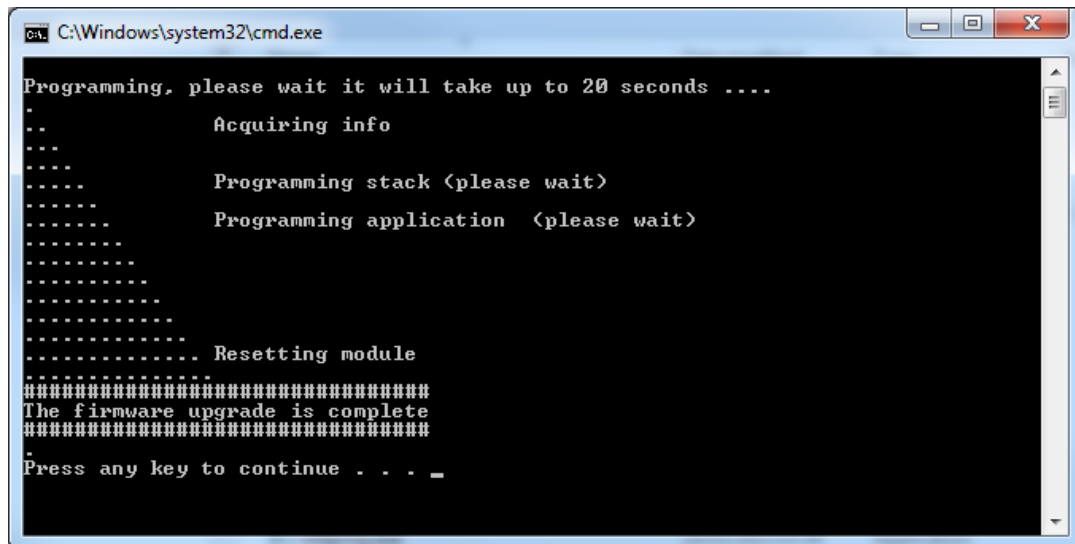 C:\Windows\system32\cmd.exe
Programming, please wait it will take up to 20 seconds ....
.
..              Acquiring info
...
....
.....          Programming stack (please wait)
......
.......        Programming application  (please wait)
........
.........
..........
...........
............
.............
.............. Resetting module
...............
################################
The firmware upgrade is complete
################################
.
Press any key to continue . . . _